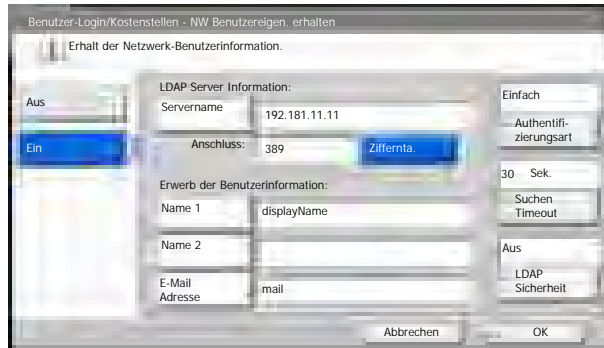 Benutzer-Login/Kostenstellen - NW Benutzereigen. erhalten
Erhalt der Netzwerk-Benutzerinformation.
Aus
Ein
LDAP Server Information:
Servername
192.181.11.11
Anschluss:
389
Ziffernta.
Erwerb der Benutzerinformation:
Name 1
displayName
Name 2
E-Mail
Adresse
mail
Einfach
Authentifi-
zierungsart
30 Sek.
Suchen
Timeout
Aus
LDAP
Sicherheit
Abbrechen
OK